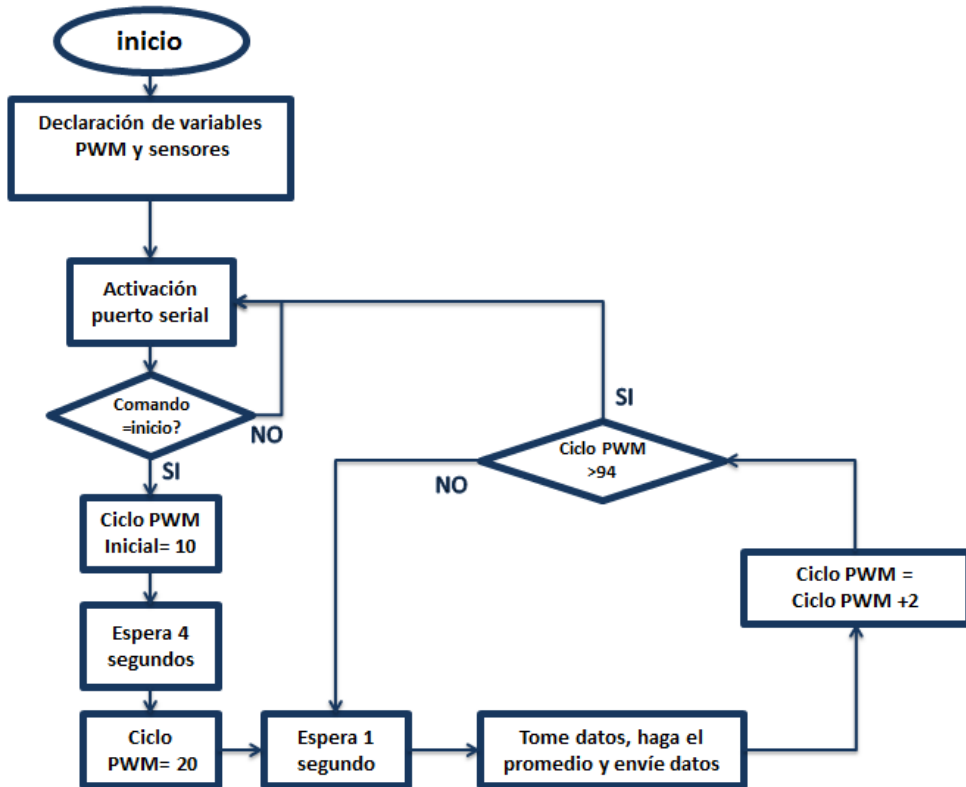 inicio
Declaración de variables
PWM y sensores
Activación
puerto serial
Comando
=inicio?
NO
SI
Ciclo PWM
Inicial= 10
Espera 4
segundos
Ciclo
PWM= 20
Espera 1
segundo
Tome datos, haga el
promedio y envíe datos
Ciclo PWM =
Ciclo PWM +2
Ciclo PWM
>94
SI
NO